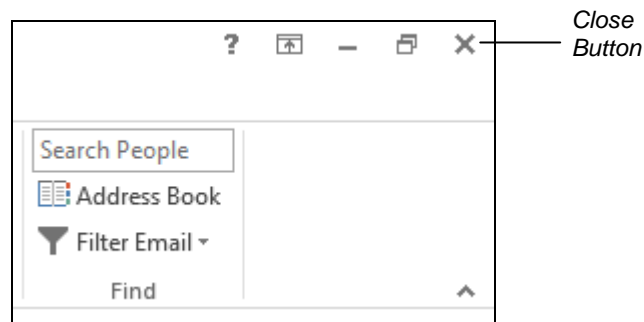 ?
Close
Button
Search People
Address Book
Filter Email
Find